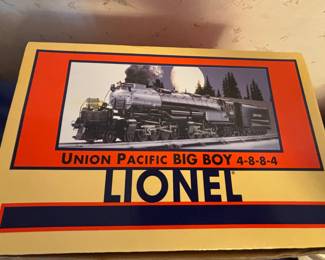 UNION PACIFIC BIG BOY 4-8-8-4
LIONEL